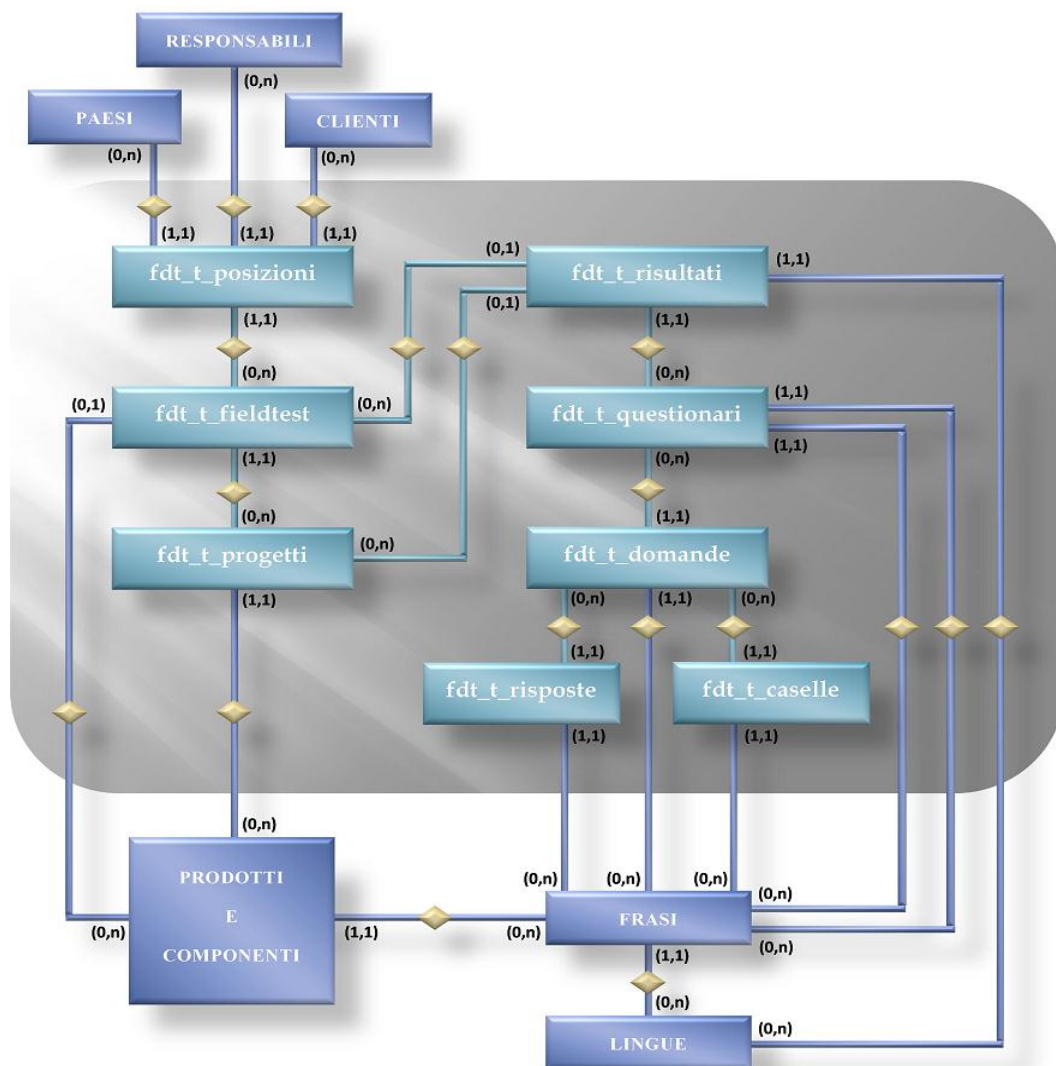 RESPONSABILI
(0,n)
PAESI
CLIENTI
(0,n)
(0,n)
(1,1)
(1,1)
(1,1)
fdt_t_posizioni
(0,1)
fdt_t_risultati
(1,1)
(0,1)
(1,1)
(1,1)
(0,n)
(0,n)
(0,1)
fdt_t_fieldtest
(0,n)
fdt_t_questionari
(1,1)
(1,1)
(1,1)
(0,n)
(0,n)
(1,1)
fdt_t_progetti
(0,n)
fdt_t_domande
(1,1)
(0,n)
(1,1)
(0,n)
(1,1)
(1,1)
fdt_t_risposte
fdt_t_caselle
(1,1)
(1,1)
(0,n)
PRODOTTI
E
COMPONENTI
(0,n)
(1,1)
(0,n)
(0,n)
(0,n)
(0,n)
(0,n)
FRASI
(0,n)
(1,1)
(0,n)
LINGUE
(0,n)